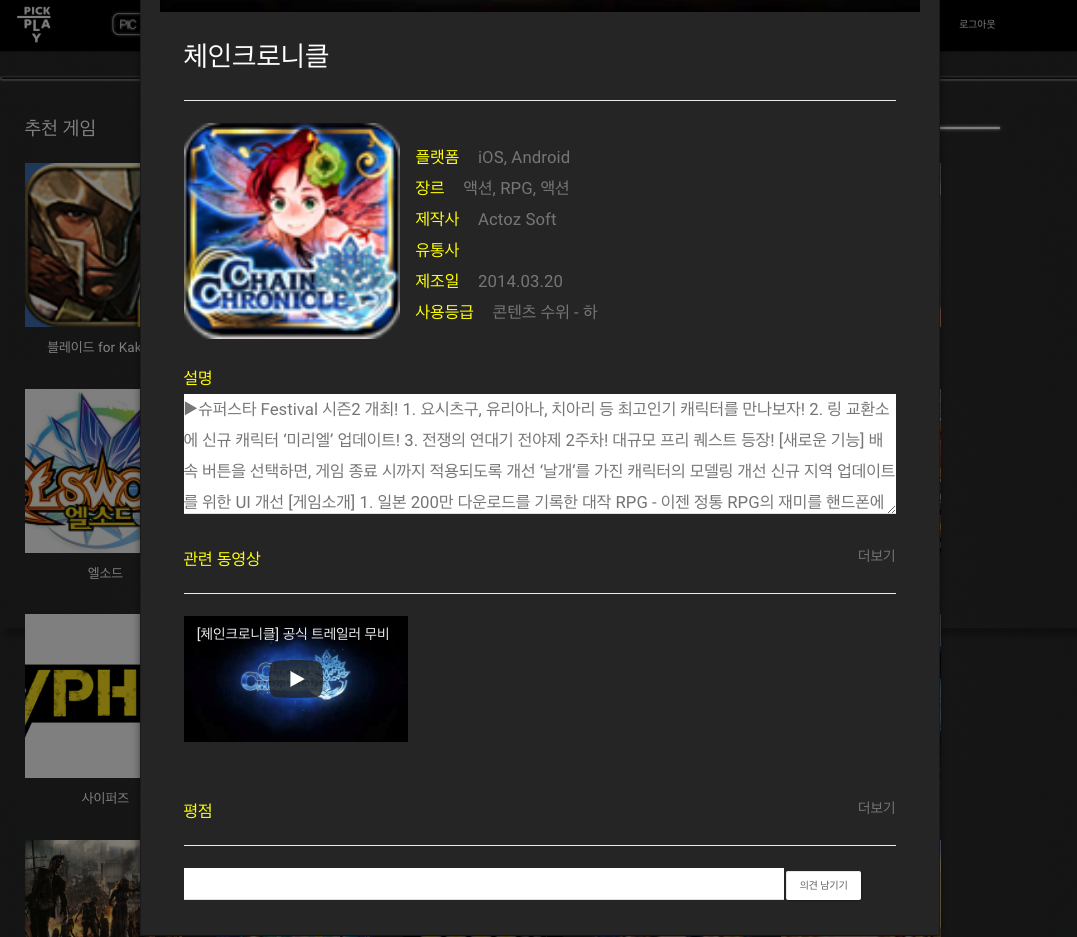 PICK
PLA
Y
PIC
로그아웃
체인크로니클
추천 게임
CHAIN
CHRONICLE
플랫폼 iOS, Android
장르 액션, RPG, 액션
제작사 Actoz Soft
유통사
제조일 2014.03.20
사용등급 콘텐츠 수위 - 하
블레이드 for Kak
설명
▶슈퍼스타 Festival 시즌2 개최! 1. 요시츠구, 유리아나, 치아리 등 최고인기 캐릭터를 만나보자! 2. 링 교환소
에 신규 캐릭터 ‘미리엘’ 업데이트! 3. 전쟁의 연대기 전야제 2주차! 대규모 프리 퀘스트 등장! [새로운 기능] 배
속 버튼을 선택하면, 게임 종료 시까지 적용되도록 개선 ‘날개’를 가진 캐릭터의 모델링 개선 신규 지역 업데이트
를 위한 UI 개선 [게임소개] 1. 일본 200만 다운로드를 기록한 대작 RPG - 이젠 정통 RPG의 재미를 핸드폰에
LSWO
엘소드
엘소드
관련 동영상
더보기
[체인크로니클] 공식 트레일러 무비
YPH
사이퍼즈
평점
더보기
의견 남기기